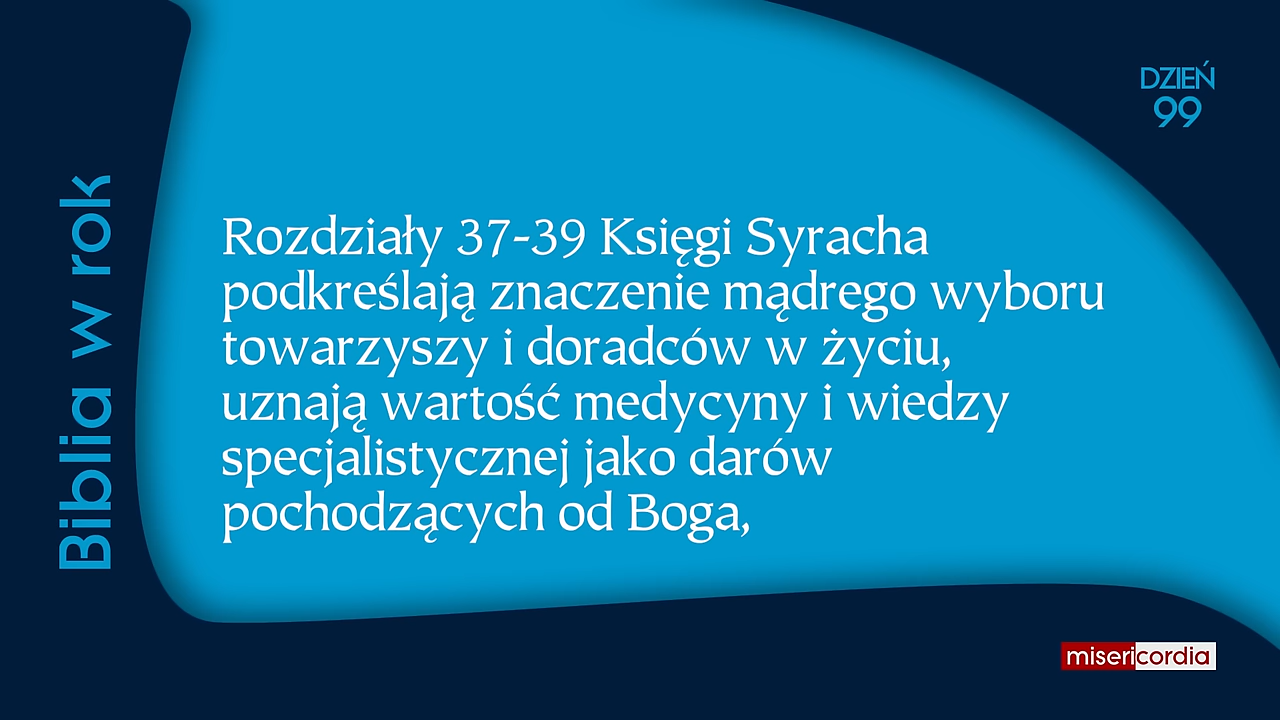 Biblia w rok
DZIEŃ
99
Rozdziały 37-39 Księgi Syracha
podkreślają znaczenie mądrego wyboru
towarzyszy i doradców w życiu,
uznają wartość medycyny i wiedzy
specjalistycznej jako darów
pochodzących od Boga,
misericordia